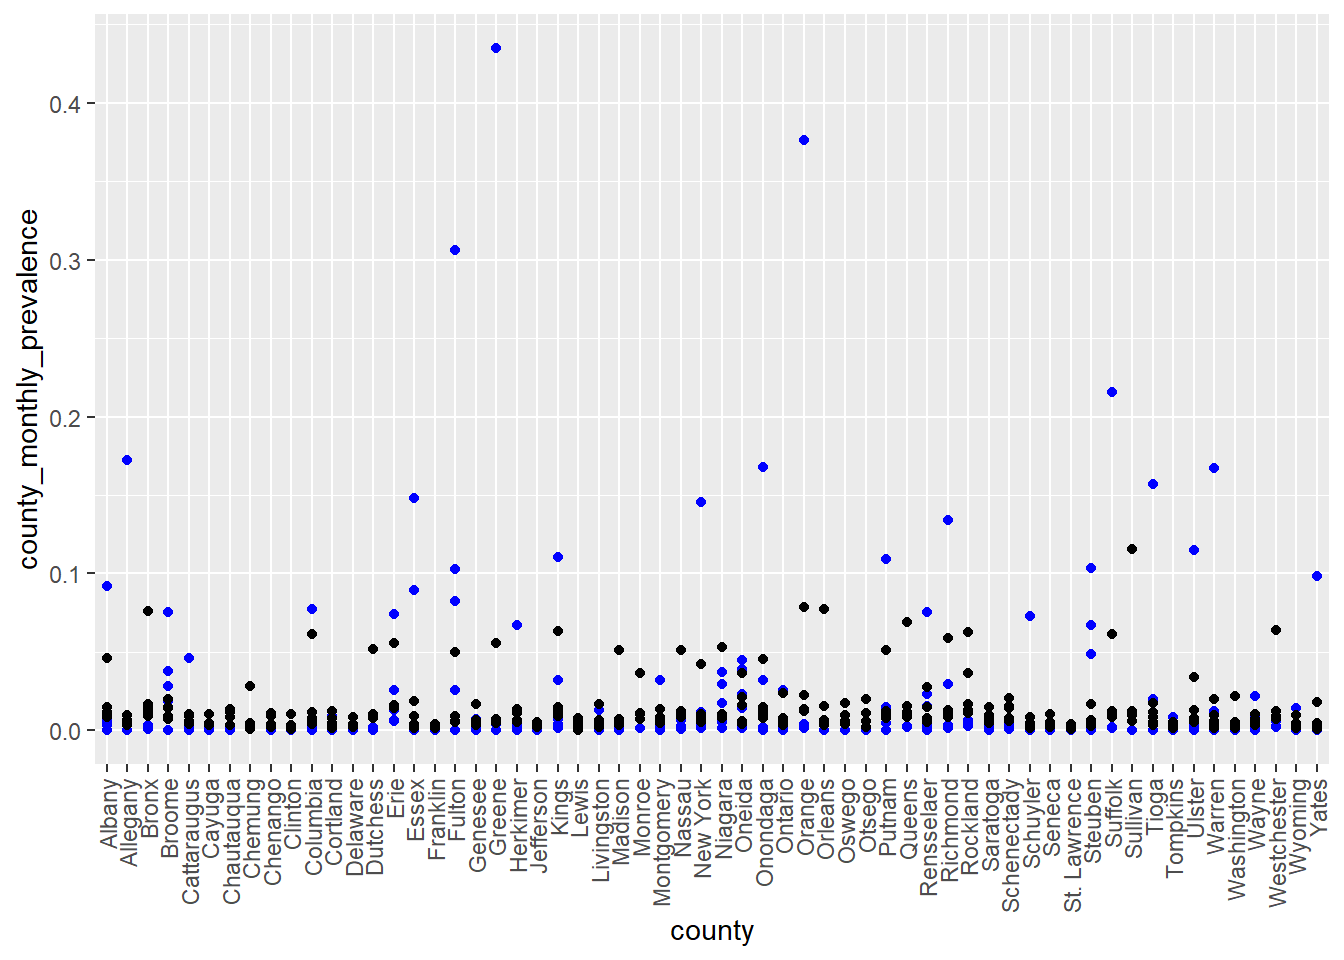 county_monthly_prevalence
0.4
0.3
0.2
0.1
0.0
Albany
Allegany
Bronx
Broome
Cattaraugus
Cayuga
Chautauqua
Chemung
Chenango
Clinton
Columbia
Cortland
Delaware
Dutchess
Erie
Essex
Franklin
Fulton
Genesee
Greene
Herkimer
Jefferson
Kings
Lewis
Livingston
Madison
Monroe
Montgomery
Nassau
New York
Niagara
Oneida
Onondaga
Ontario
Orange
Orleans
Oswego
Otsego
Putnam
Queens
Rensselaer
Richmond
Rockland
Saratoga
Schenectady
Schuyler
Seneca
St. Lawrence
Steuben
Suffolk
Sullivan
Tioga
Tompkins
Ulster
Warren
Washington
Wayne
Westchester
Wyoming
Yates
county